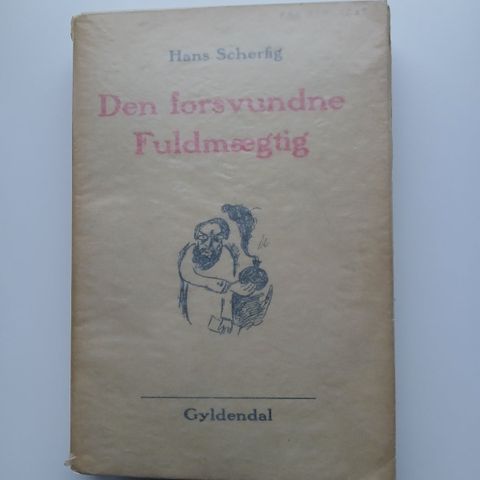 Hans Scherfig
Den forsvundne
Fuldmægtig
Gyldendal